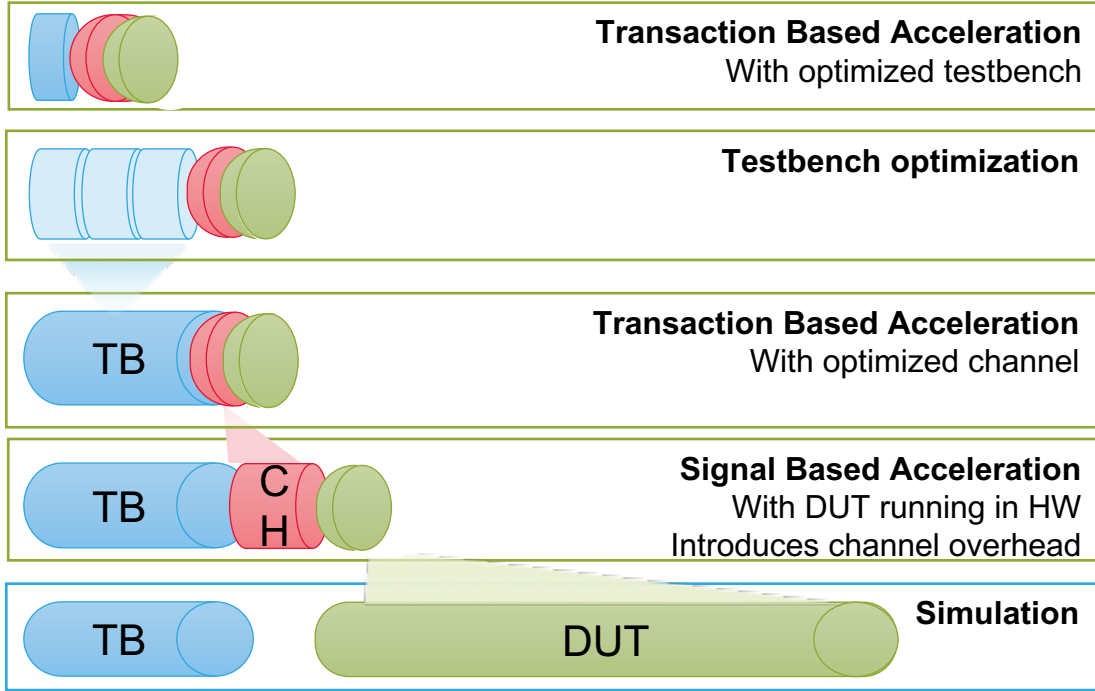 Transaction Based Acceleration
With optimized testbench
Testbench optimization
TB
Transaction Based Acceleration
With optimized channel
TB
C
H
Signal Based Acceleration
With DUT running in HW
Introduces channel overhead
TB
DUT
Simulation